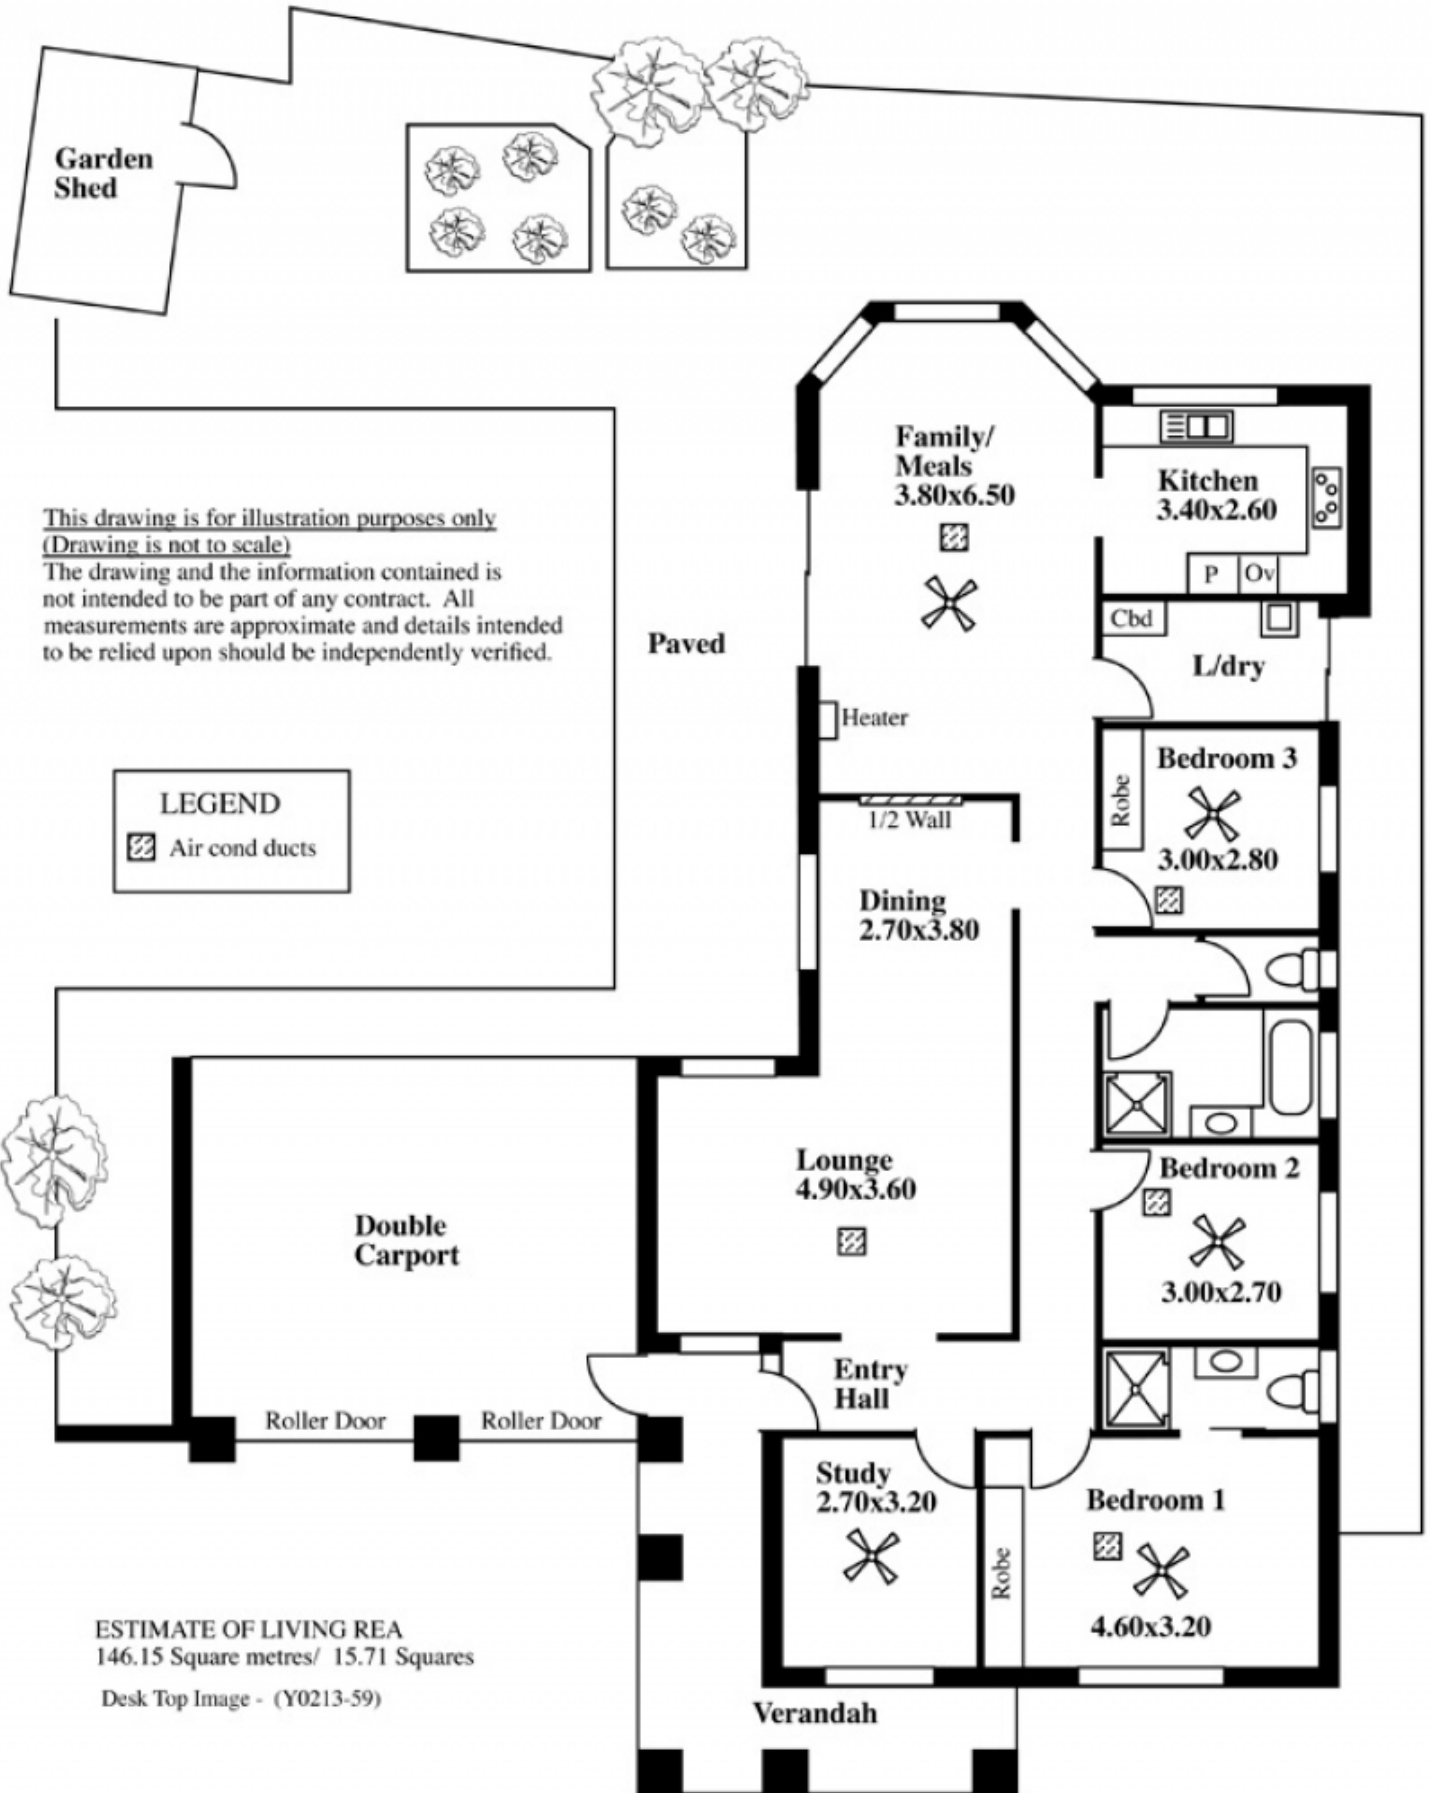 Garden
Shed
Family/
Meals
3.80x6.50
Kitchen
3.40x2.60
P
Ov
This drawing is for illustration purposes only
(Drawing is not to scale)
The drawing and the information contained is
not intended to be part of any contract. All
measurements are approximate and details intended
to be relied upon should be independently verified.
Paved
Cbd
L/dry
Heater
Bedroom 3
Robe
3.00x2.80
LEGEND
Air cond ducts
1/2 Wall
Dining
2.70x3.80
Lounge
4.90x3.60
Bedroom 2
3.00x2.70
Double
Carport
Entry
Hall
Roller Door
Roller Door
Study
2.70x3.20
Bedroom 1
Robe
4.60x3.20
ESTIMATE OF LIVING REA
146.15 Square metres/ 15.71 Squares
Desk Top Image - (Y0213-59)
Verandah